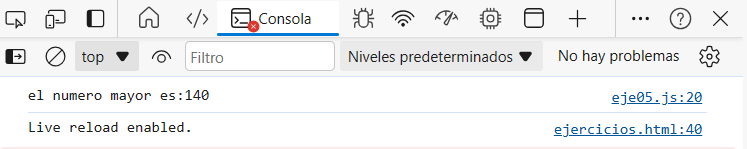 Consola
top Filtro Niveles predeterminados No hay problemas
el numero mayor es:140 eje05.js:20
Live reload enabled. ejercicios.html:40